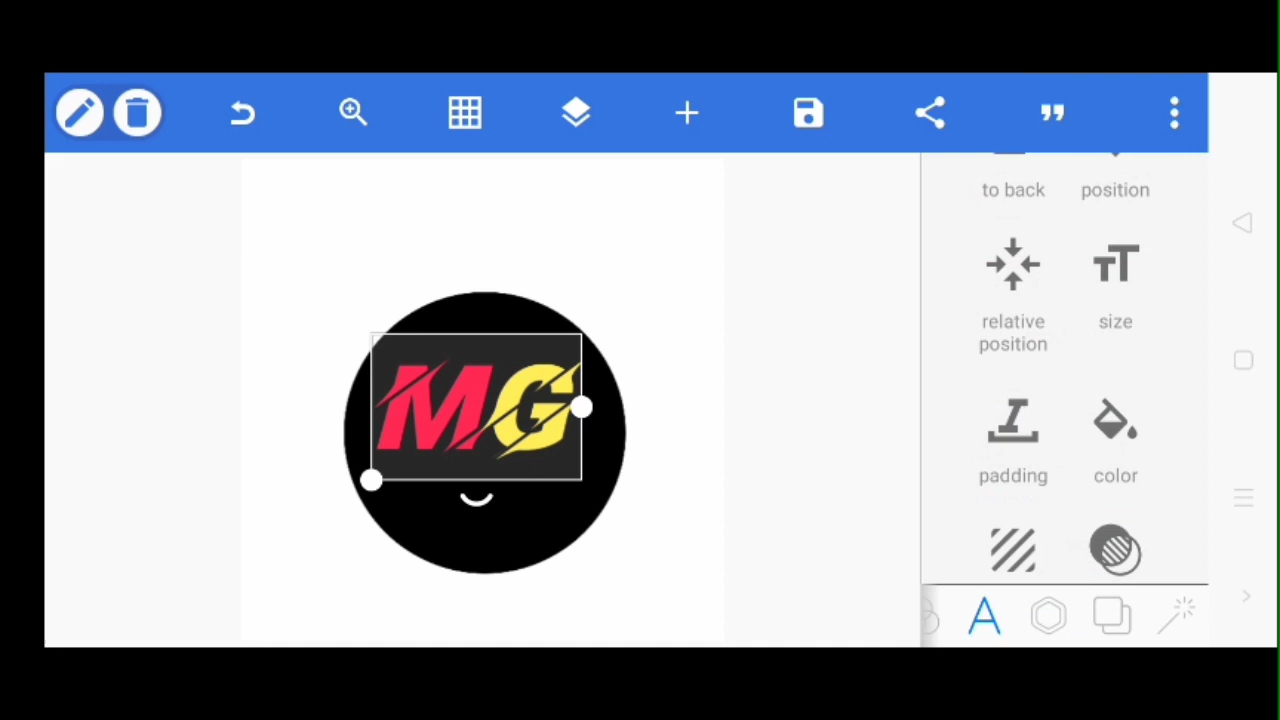 to back
position
relative
position
size
MG
padding
color